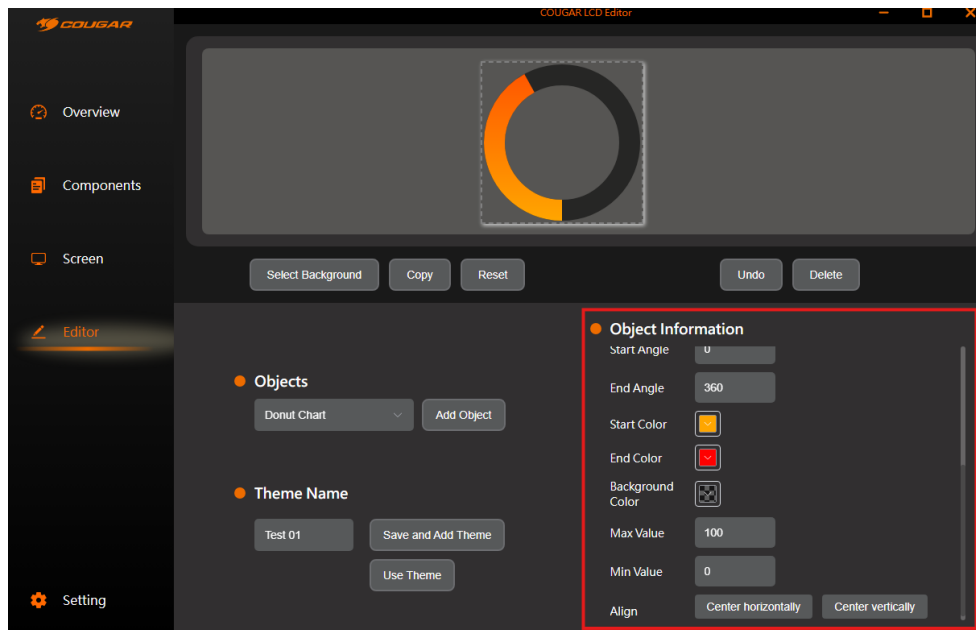 COUGAR LCD Editor
COUGAR
Overview
Components
Screen
Editor
Setting
Select Background
Copy
Reset
Undo
Delete
Objects
Donut Chart
Add Object
Theme Name
Test 01
Save and Add Theme
Use Theme
Object Information
Start Angle 0
End Angle 360
Start Color
End Color
Background
Color
Max Value 100
Min Value 0
Align Center horizontally Center vertically